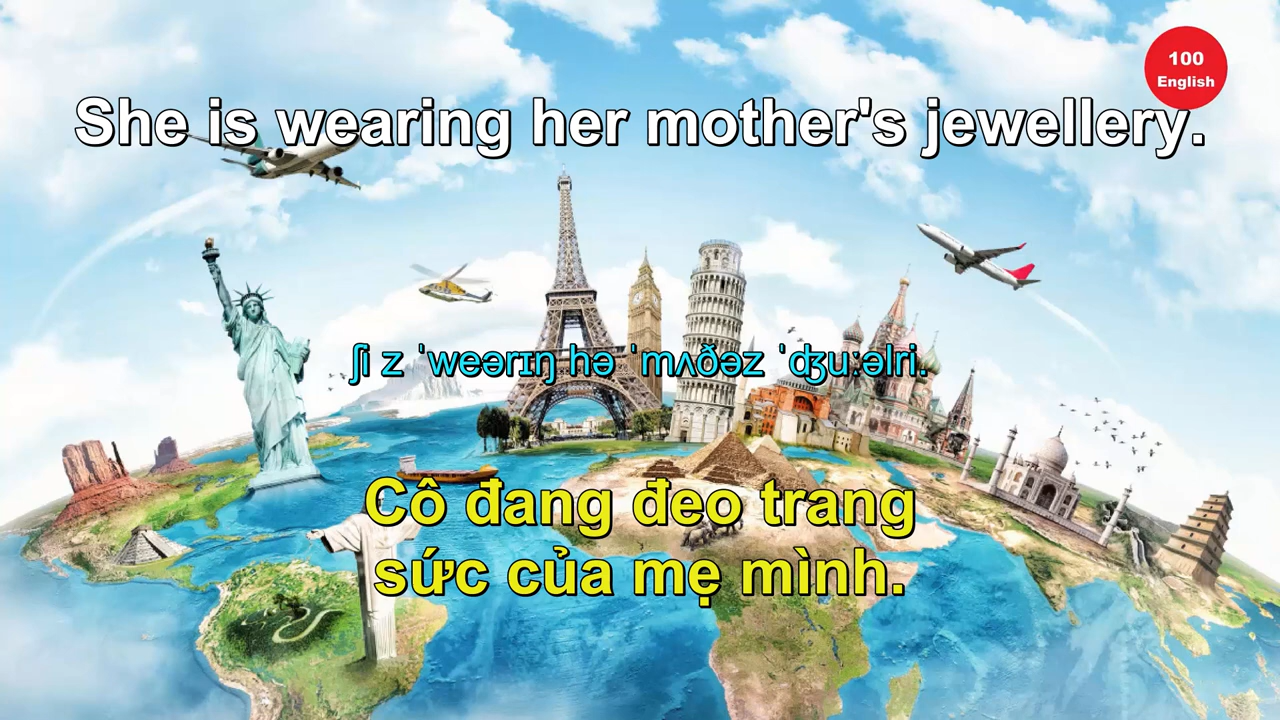 100
English
She is wearing her mother's jewellery.
ʃi z ˈweərɪŋ hə ˈmʌðəz ˈʤuːəlri.
Cô đang đeo trang
sức của mẹ mình.